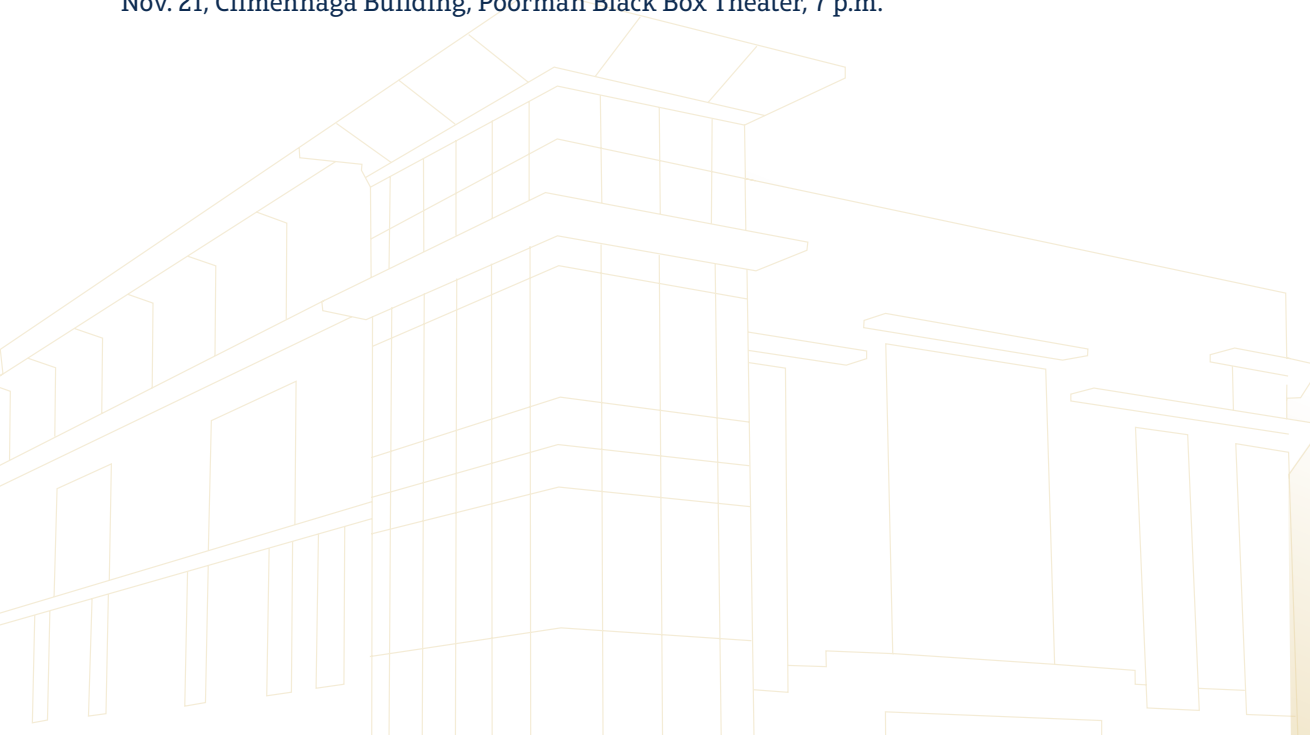 Nov. 21, Climenhaga Building, Poorman Black Box Theater, 7 p.m.